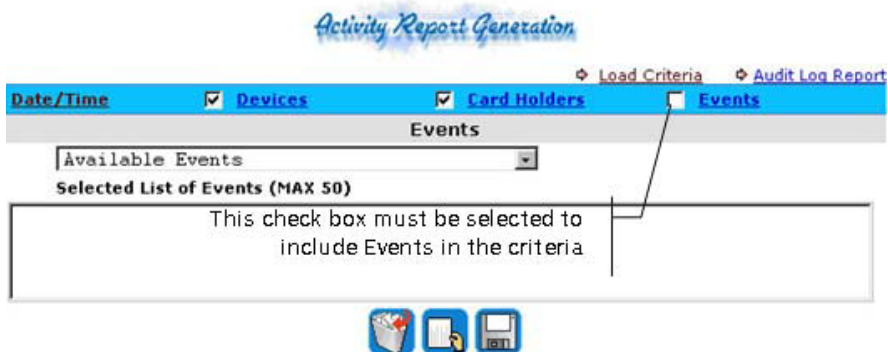 Activity Report Generation
Load Criteria Audit Log Report
Date/Time Devices Card Holders Events
Events
Available Events
Selected List of Events (MAX 50)
This check box must be selected to
include Events in the criteria